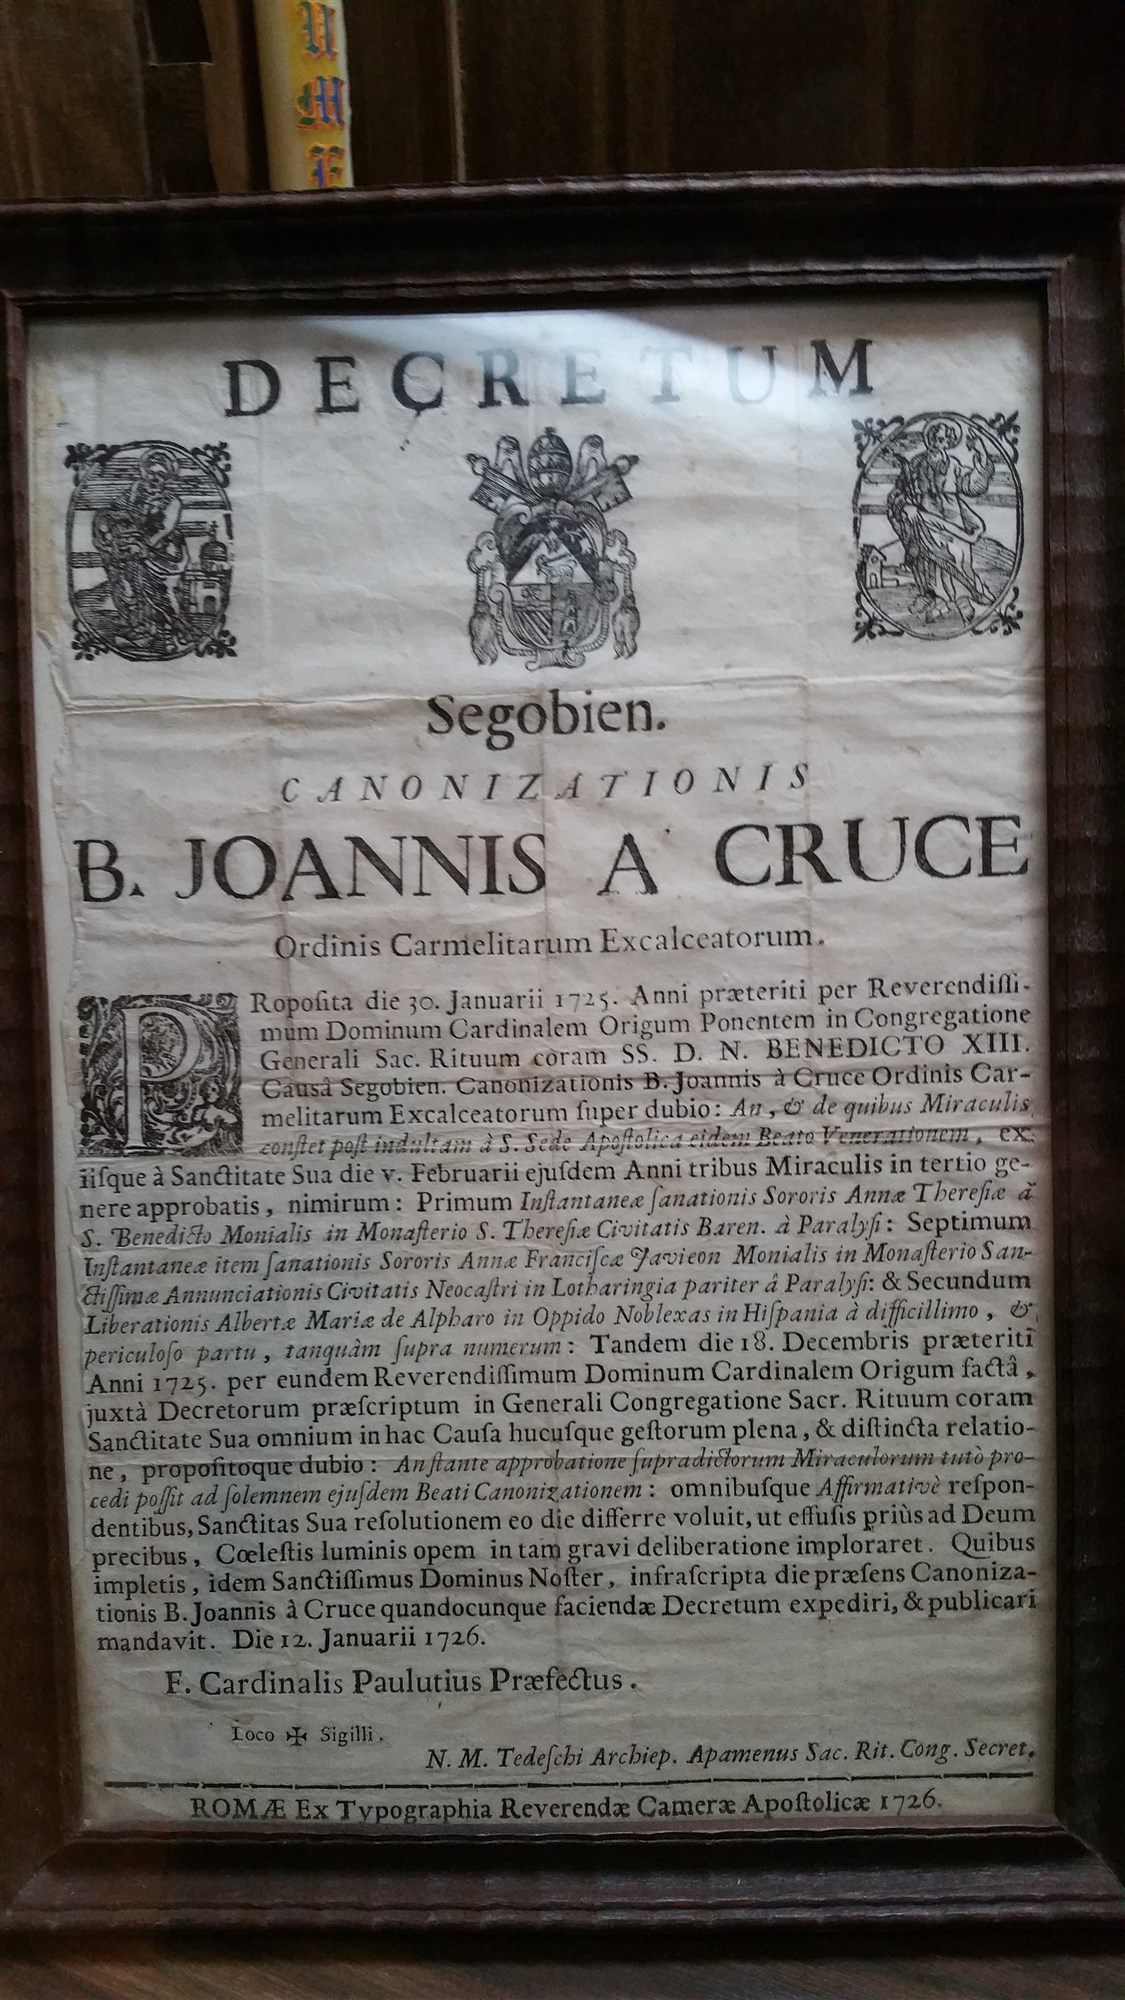 U
M
E
DECRETUM
Segobien.
CANONIZATIONIS
B. JOANNIS A CRUCE
Ordinis Carmelitarum Excalceatorum.
PRopoſita die 30. Januarii 1725. Anni præteriti per Reverendiſſi-
mum Dominum Cardinalem Origum Ponentem in Congregatione
Generali Sac. Rituum coram SS. D. N. BENEDICTO XIII.
Causâ Segobien. Canonizationis B. Joannis à Cruce Ordinis Car-
melitarum Excalceatorum ſuper dubio: An, & de quibus Miraculis
conſtet poſt indultam à S. Sede Apoſtolica eidem Beato Venerationem, ex
iiſque à Sanctitate Sua die v. Februarii ejuſdem Anni tribus Miraculis in tertio ge-
nere approbatis, nimirum: Primum Inſtantaneæ ſanationis Sororis Annæ Thereſiæ à
S. Benedicto Monialis in Monaſterio S. Thereſiæ Civitatis Baren. à Paralyſi: Septimum
Inſtantaneæ item ſanationis Sororis Annæ Franciſcæ Javieon Monialis in Monaſterio San-
ctiſſimæ Annunciationis Civitatis Neocaſtri in Lotharingia pariter à Paralyſi: & Secundum
Liberationis Albertæ Mariæ de Alpharo in Oppido Noblexas in Hiſpania à difficillimo, &
periculoſo partu, tanquàm ſupra numerum: Tandem die 18. Decembris præteriti
Anni 1725. per eundem Reverendiſſimum Dominum Cardinalem Origum factâ,
juxtà Decretorum præſcriptum in Generali Congregatione Sacr. Rituum coram
Sanctitate Sua omnium in hac Cauſa hucuſque geſtorum plena, & diſtincta relatio-
ne, propoſitoque dubio: An ſtante approbatione ſupradictorum Miraculorum tutò pro-
cedi poſſit ad ſolemnem ejuſdem Beati Canonizationem: omnibuſque Affirmativè reſpon-
dentibus, Sanctitas Sua reſolutionem eo die differre voluit, ut effuſis priùs ad Deum
precibus, Cœleſtis luminis opem in tam gravi deliberatione imploraret. Quibus
impletis, idem Sanctiſſimus Dominus Noſter, infraſcripta die præſens Canoniza-
tionis B. Joannis à Cruce quandocunque faciendæ Decretum expediri, & publicari
mandavit. Die 12. Januarii 1726.
F. Cardinalis Paulutius Præfectus.
Loco ✠ Sigilli.
N. M. Tedeſchi Archiep. Apamenus Sac. Rit. Cong. Secret.
ROMÆ Ex Typographia Reverendæ Cameræ Apoſtolicæ 1726.